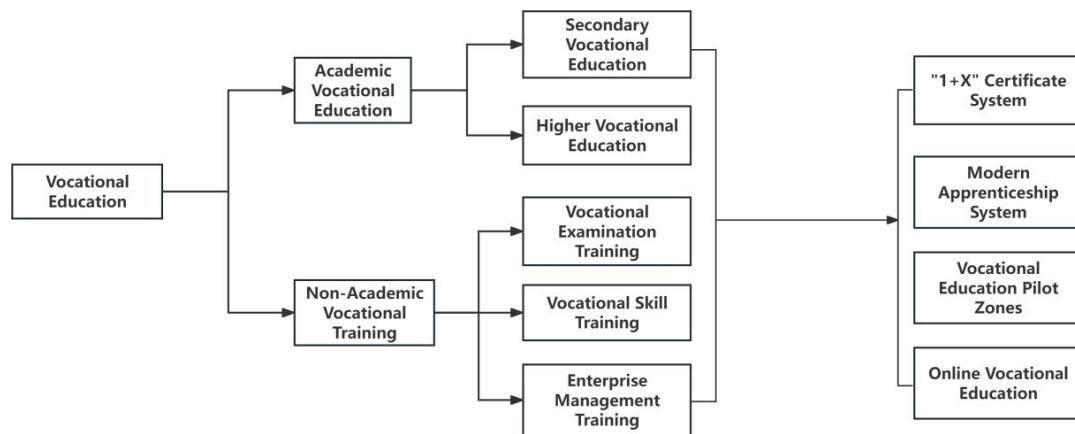 Vocational
Education
Academic
Vocational
Education
Non-Academic
Vocational
Training
Secondary
Vocational
Education
Higher Vocational
Education
Vocational
Examination
Training
Vocational Skill
Training
Enterprise
Management
Training
"1+X" Certificate
System
Modern
Apprenticeship
System
Vocational
Education Pilot
Zones
Online Vocational
Education